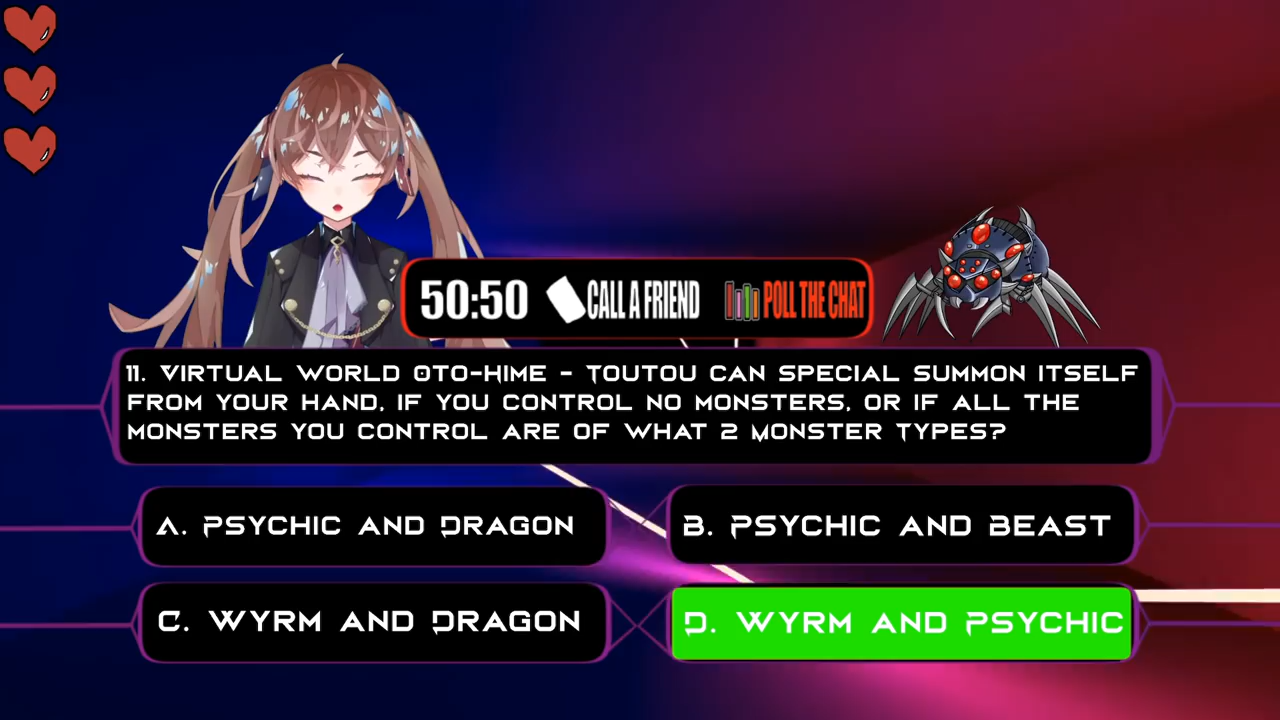 50:50 CALL A FRIEND POLL THE CHAT
11. VIRTUAL WORLD OTO-HIME - TOUTOU CAN SPECIAL SUMMON ITSELF
FROM YOUR HAND, IF YOU CONTROL NO MONSTERS, OR IF ALL THE
MONSTERS YOU CONTROL ARE OF WHAT 2 MONSTER TYPES?
A. PSYCHIC AND DRAGON
B. PSYCHIC AND BEAST
C. WYRM AND DRAGON
D. WYRM AND PSYCHIC